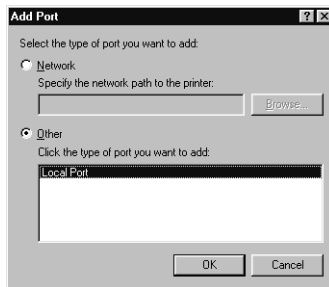 Add Port
Select the type of port you want to add:
Network
Specify the network path to the printer:
Browse...
Other
Click the type of port you want to add:
Local Port
OK
Cancel